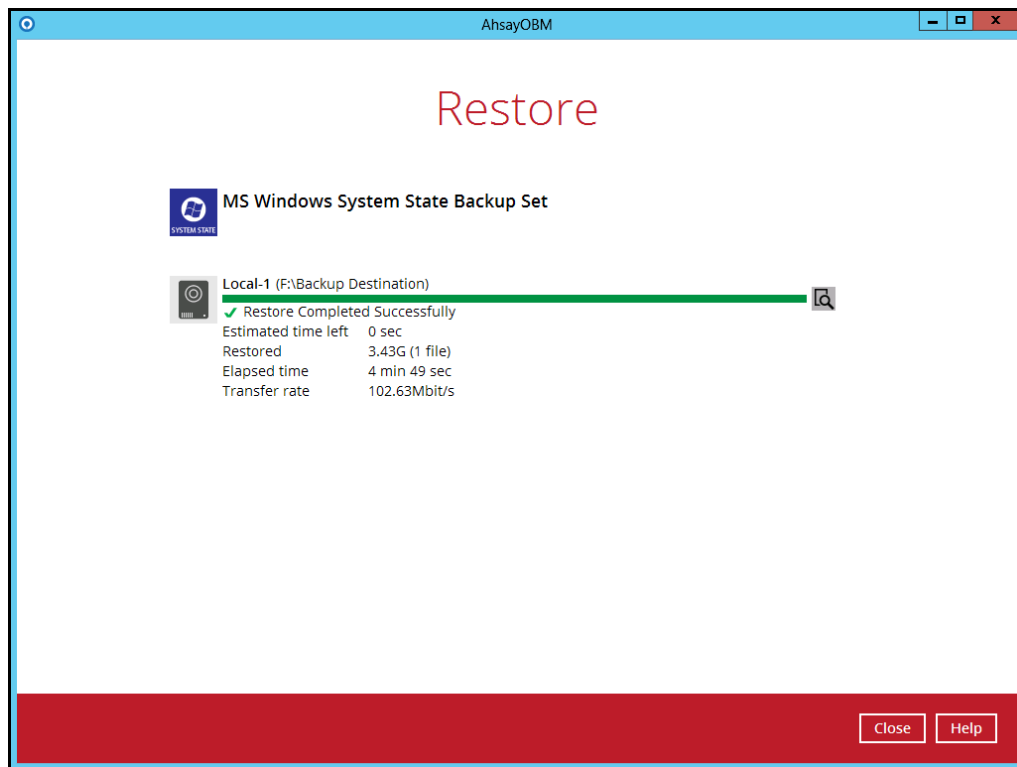 AhsayOBM
Restore
MS Windows System State Backup Set
SYSTEM STATE
Local-1 (F:\Backup Destination)
Restore Completed Successfully
Estimated time left 0 sec
Restored 3.43G (1 file)
Elapsed time 4 min 49 sec
Transfer rate 102.63Mbit/s
Close Help